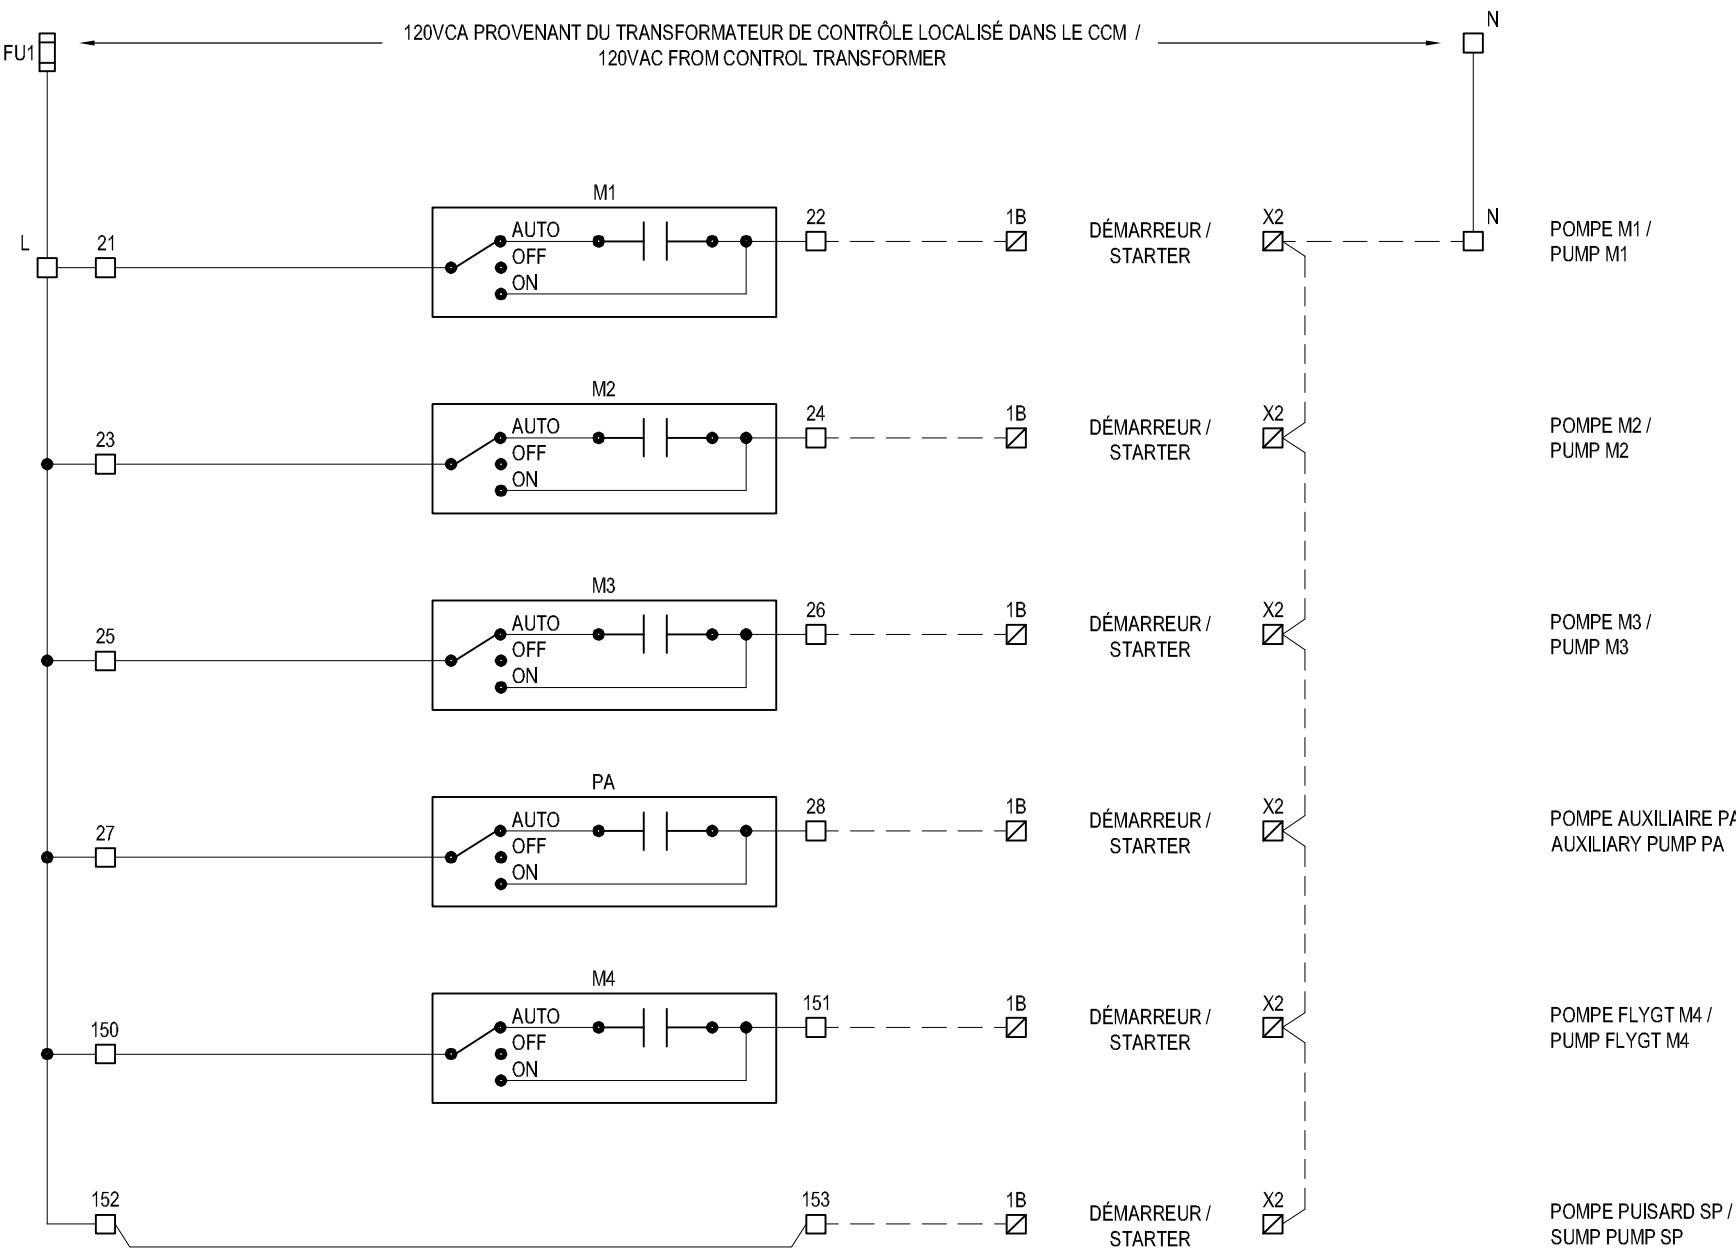 N
FU1
120VCA PROVENANT DU TRANSFORMATEUR DE CONTRÔLE LOCALISÉ DANS LE CCM /
120VAC FROM CONTROL TRANSFORMER
M1
L
21
AUTO
OFF
ON
22
1B
DÉMARREUR /
STARTER
X2
N
POMPE M1 /
PUMP M1
M2
23
AUTO
OFF
ON
24
1B
DÉMARREUR /
STARTER
X2
POMPE M2 /
PUMP M2
M3
25
AUTO
OFF
ON
26
1B
DÉMARREUR /
STARTER
X2
POMPE M3 /
PUMP M3
PA
27
AUTO
OFF
ON
28
1B
DÉMARREUR /
STARTER
X2
POMPE AUXILIAIRE PA
AUXILIARY PUMP PA
M4
150
AUTO
OFF
ON
151
1B
DÉMARREUR /
STARTER
X2
POMPE FLYGT M4 /
PUMP FLYGT M4
152
153
1B
DÉMARREUR /
STARTER
X2
POMPE PUISARD SP /
SUMP PUMP SP